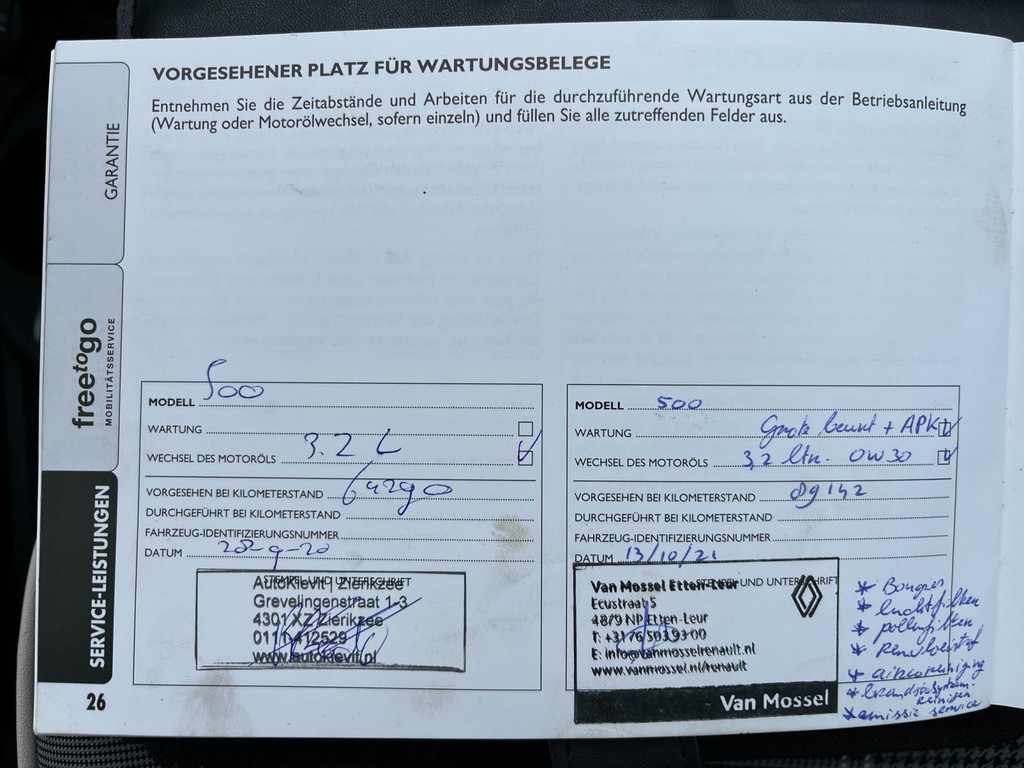 VORGESEHENER PLATZ FÜR WARTUNGSBELEGE
Entnehmen Sie die Zeitabstände und Arbeiten für die durchzuführende Wartungsart aus der Betriebsanleitung
(Wartung oder Motorölwechsel, sofern einzeln) und füllen Sie alle zutreffenden Felder aus.
GARANTIE
freetogo
MOBILITÄTSSERVICE
SERVICE-LEISTUNGEN
26
MODELL 500
WARTUNG
WECHSEL DES MOTORÖLS 3.2 L
VORGESEHEN BEI KILOMETERSTAND 64290
DURCHGEFÜHRT BEI KILOMETERSTAND
FAHRZEUG-IDENTIFIZIERUNGSNUMMER
DATUM
STEMPEL UND UNTERSCHRIFT
AutoKievit | Zierikzee
Grevelingenstraat 1-3
4301 XZ Zierikzee
0111-412529
www.autokievit.nl
MODELL 500
WARTUNG Grote beurt + APK
WECHSEL DES MOTORÖLS 3,2 ltr. 0W30
VORGESEHEN BEI KILOMETERSTAND 89142
DURCHGEFÜHRT BEI KILOMETERSTAND
FAHRZEUG-IDENTIFIZIERUNGSNUMMER
DATUM 13/10/21
STEMPEL UND UNTERSCHRIFT
Van Mossel Etten-Leur
Ecustraat 5
4879 NP Etten-Leur
T: +31 76 503 93 00
E: info@vanmosselrenault.nl
www.vanmossel.nl/renault
Van Mossel
* Bougies
* luchtfilter
* pollenfilter
* Remvloeistof
* aircoreiniging
* brandstofsysteem
reinigen
* emissie service